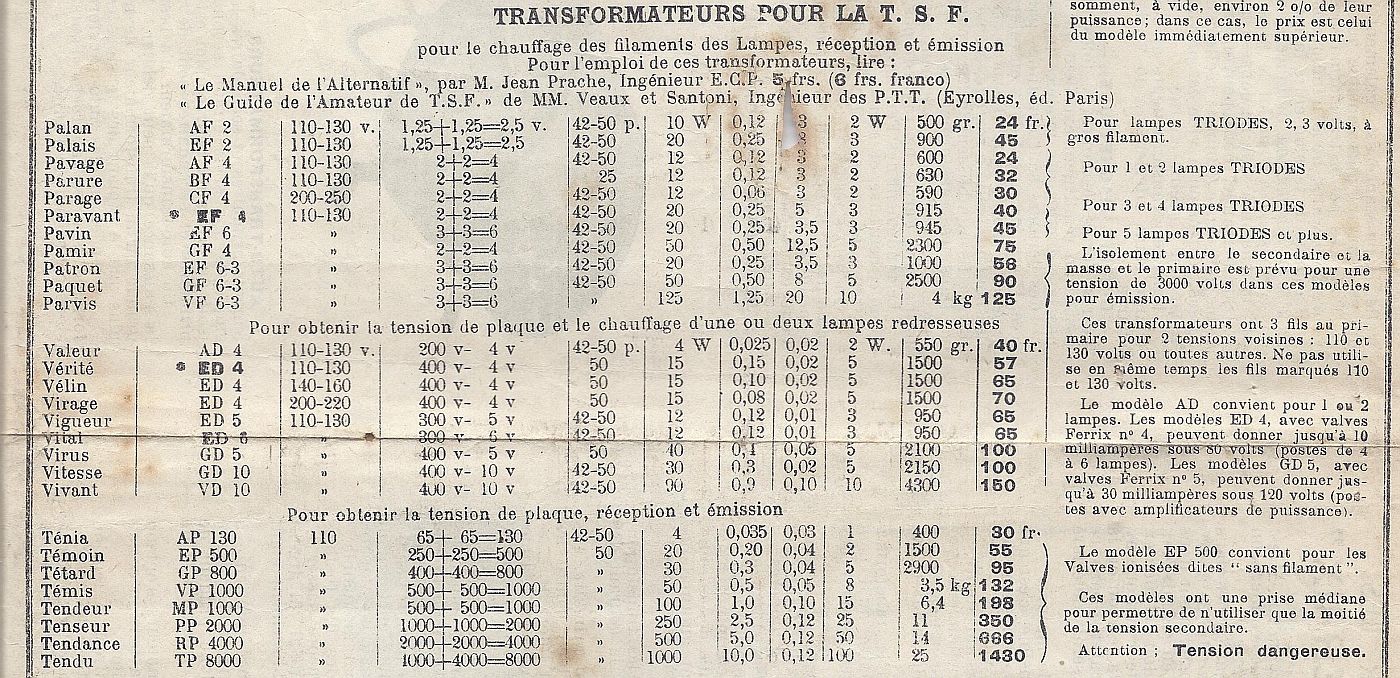 somment, à vide, environ 2 o/o de leur
puissance; dans ce cas, le prix est celui
du modèle immédiatement supérieur.
TRANSFORMATEURS POUR LA T. S. F.
pour le chauffage des filaments des Lampes, réception et émission
Pour l'emploi de ces transformateurs, lire :
« Le Manuel de l'Alternatif », par M. Jean Prache, Ingénieur E.C.P. 5 frs. (6 frs. franco)
« Le Guide de l'Amateur de T.S.F. » de MM. Veaux et Santoni, Ingénieur des P.T.T. (Eyrolles, éd. Paris)
Palan AF 2 110-130 v. 1,25+1,25=2,5 v. 42-50 p. 10 W 0,12 3 2 W 500 gr. 24 fr.
Palais EF 2 110-130 1,25+1,25=2,5 42-50 20 0,25 3 900 45
Pavage AF 4 110-130 2+2=4 42-50 12 0,12 3 2 600 24
Parure BF 4 110-130 2+2=4 25 12 0,12 3 2 630 32
Parage CF 4 200-250 2+2=4 42-50 12 0,06 3 2 590 30
Paravant * EF 4 110-130 2+2=4 42-50 20 0,25 5 3 915 40
Pavin EF 6 » 3+3=6 42-50 20 0,25 3,5 3 945 45
Pamir GF 4 » 2+2=4 42-50 50 0,50 12,5 5 2300 75
Patron EF 6-3 » 3+3=6 42-50 20 0,25 3,5 3 1000 56
Paquet GF 6-3 » 3+3=6 42-50 50 0,50 8 5 2500 90
Parvis VF 6-3 » 3+3=6 » 125 1,25 20 10 4 kg 125
Pour lampes TRIODES, 2, 3 volts, à
gros filament.
Pour 1 et 2 lampes TRIODES
Pour 3 et 4 lampes TRIODES
Pour 5 lampes TRIODES et plus.
L'isolement entre le secondaire et la
masse et le primaire est prévu pour une
tension de 3000 volts dans ces modèles
pour émission.
Pour obtenir la tension de plaque et le chauffage d'une ou deux lampes redresseuses
Valeur AD 4 110-130 v. 200 v- 4 v 42-50 p. 4 W 0,025 0,02 2 W. 550 gr. 40 fr.
Vérité * ED 4 110-130 400 v- 4 v 50 15 0,15 0,02 5 1500 57
Vélin ED 4 140-160 400 v- 4 v 50 15 0,10 0,02 5 1500 65
Virage ED 4 200-220 400 v- 4 v 50 15 0,08 0,02 5 1500 70
Vigueur ED 5 110-130 300 v- 5 v 42-50 12 0,12 0,01 3 950 65
Vital ED 6 » 300 v- 6 v 42-50 12 0,12 0,01 3 950 65
Virus GD 5 » 400 v- 5 v 50 40 0,4 0,05 5 2100 100
Vitesse GD 10 » 400 v- 10 v 42-50 30 0,3 0,02 5 2150 100
Vivant VD 10 » 400 v- 10 v 42-50 90 0,9 0,10 10 4300 150
Ces transformateurs ont 3 fils au pri-
maire pour 2 tensions voisines : 110 et
130 volts ou toutes autres. Ne pas utili-
se en même temps les fils marqués 110
et 130 volts.
Le modèle AD convient pour 1 ou 2
lampes. Les modèles ED 4, avec valves
Ferrix nº 4, peuvent donner jusqu'à 10
milliampères sous 80 volts (postes de 4
à 6 lampes). Les modèles GD 5, avec
valves Ferrix nº 5, peuvent donner jus-
qu'à 30 milliampères sous 120 volts (pos-
tes avec amplificateurs de puissance).
Pour obtenir la tension de plaque, réception et émission
Ténia AP 130 110 65+ 65=130 42-50 4 0,035 0,03 1 400 30 fr.
Témoin EP 500 » 250+250=500 50 20 0,20 0,04 2 1500 55
Tétard GP 800 » 400+400=800 » 30 0,3 0,04 5 2900 95
Témis VP 1000 » 500+ 500=1000 » 50 0,5 0,05 8 3,5 kg 132
Tendeur MP 1000 » 500+ 500=1000 » 100 1,0 0,10 15 6,4 198
Tenseur PP 2000 » 1000+1000=2000 » 250 2,5 0,12 25 11 350
Tendance RP 4000 » 2000+2000=4000 » 500 5,0 0,12 50 14 666
Tendu TP 8000 » 4000+4000=8000 » 1000 10,0 0,12 100 25 1430
Le modèle EP 500 convient pour les
Valves ionisées dites “ sans filament ”.
Ces modèles ont une prise médiane
pour permettre de n'utiliser que la moitié
de la tension secondaire.
Attention ; Tension dangereuse.